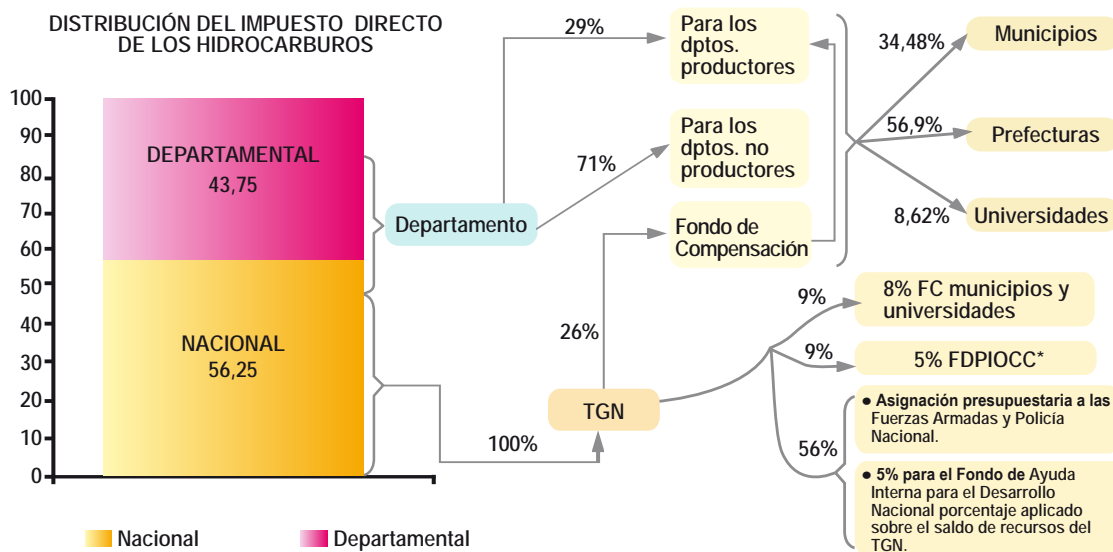 DISTRIBUCIÓN DEL IMPUESTO DIRECTO
DE LOS HIDROCARBUROS
100
90
80
70
60
50
40
30
20
10
0
DEPARTAMENTAL
43,75
NACIONAL
56,25
Nacional
Departamental
Departamento
29%
71%
Para los
dptos.
productores
Para los
dptos. no
productores
Fondo de
Compensación
26%
100%
TGN
34,48%
56,9%
8,62%
Municipios
Prefecturas
Universidades
9%
8% FC municipios y
universidades
9%
5% FDPIOCC*
56%
● Asignación presupuestaria a las
Fuerzas Armadas y Policía
Nacional.
● 5% para el Fondo de Ayuda
Interna para el Desarrollo
Nacional porcentaje aplicado
sobre el saldo de recursos del
TGN.